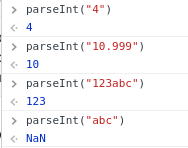 > parseInt("4")
< 4
> parseInt("10.999")
< 10
> parseInt("123abc")
< 123
> parseInt("abc")
< NaN